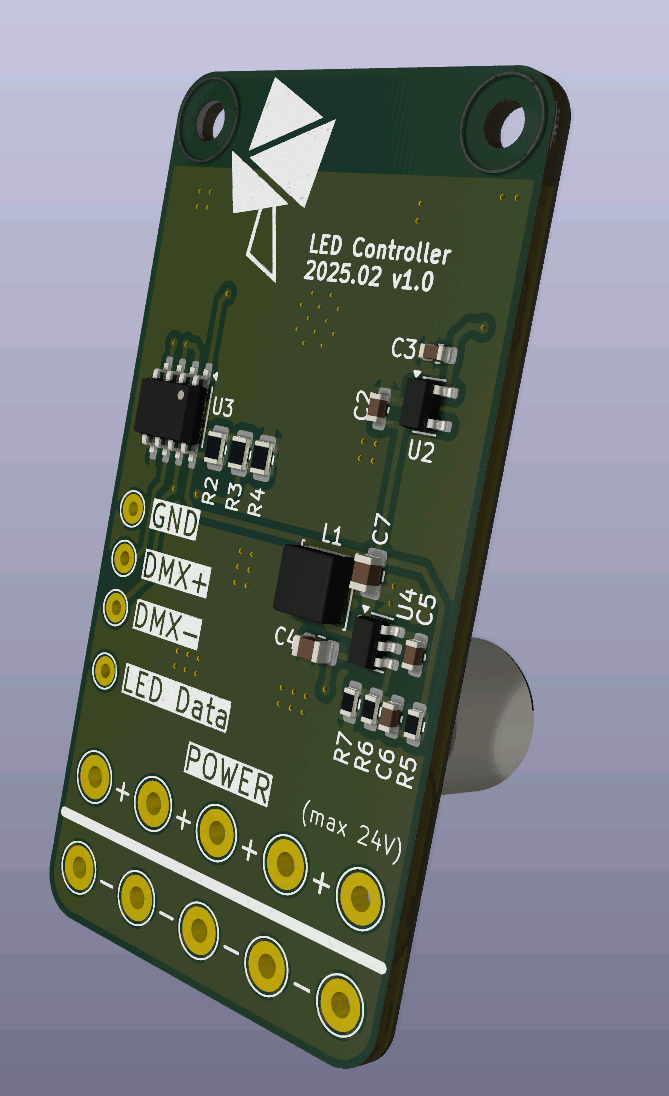 LED Controller
2025.02 v1.0
C3
C2
U3
U2
R2
R3
R4
GND
L1
C7
DMX+
U4
C5
DMX-
C4
LED Data
R7
R6
C6
R5
POWER
(max 24V)
+ + + +
- - - -